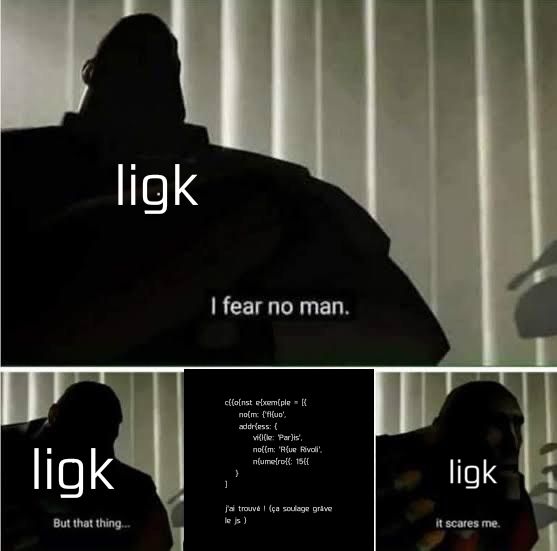 ligk
I fear no man.
ligk
But that thing...
c{{o{nst e{xem{ple = [{
no{m: {'fl{uo',
addr{ess: {
vi{l{le: 'Par}is',
no{{m: 'R{ue Rivoli',
n{ume{ro{{: 15{{
}
]
j'ai trouvé ! (ça soulage grâve
le js )
ligk
it scares me.